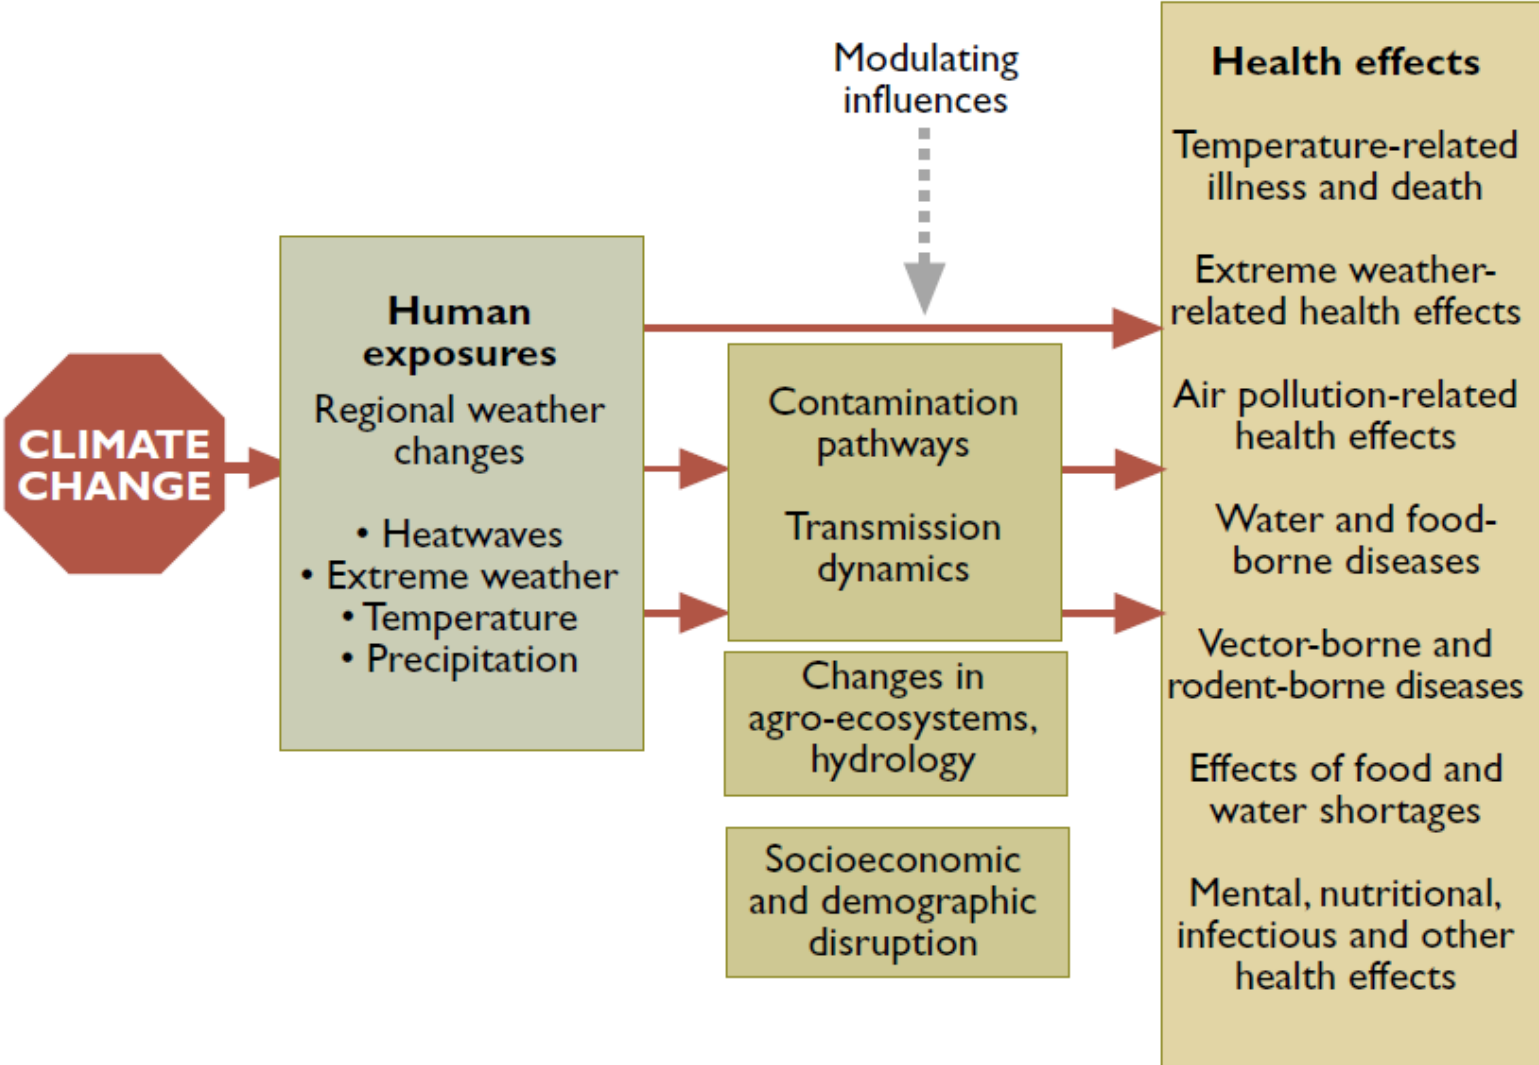 CLIMATE
CHANGE
Human
exposures
Regional weather
changes
• Heatwaves
• Extreme weather
• Temperature
• Precipitation
Modulating
influences
Contamination
pathways
Transmission
dynamics
Changes in
agro-ecosystems,
hydrology
Socioeconomic
and demographic
disruption
Health effects
Temperature-related
illness and death
Extreme weather-
related health effects
Air pollution-related
health effects
Water and food-
borne diseases
Vector-borne and
rodent-borne diseases
Effects of food and
water shortages
Mental, nutritional,
infectious and other
health effects